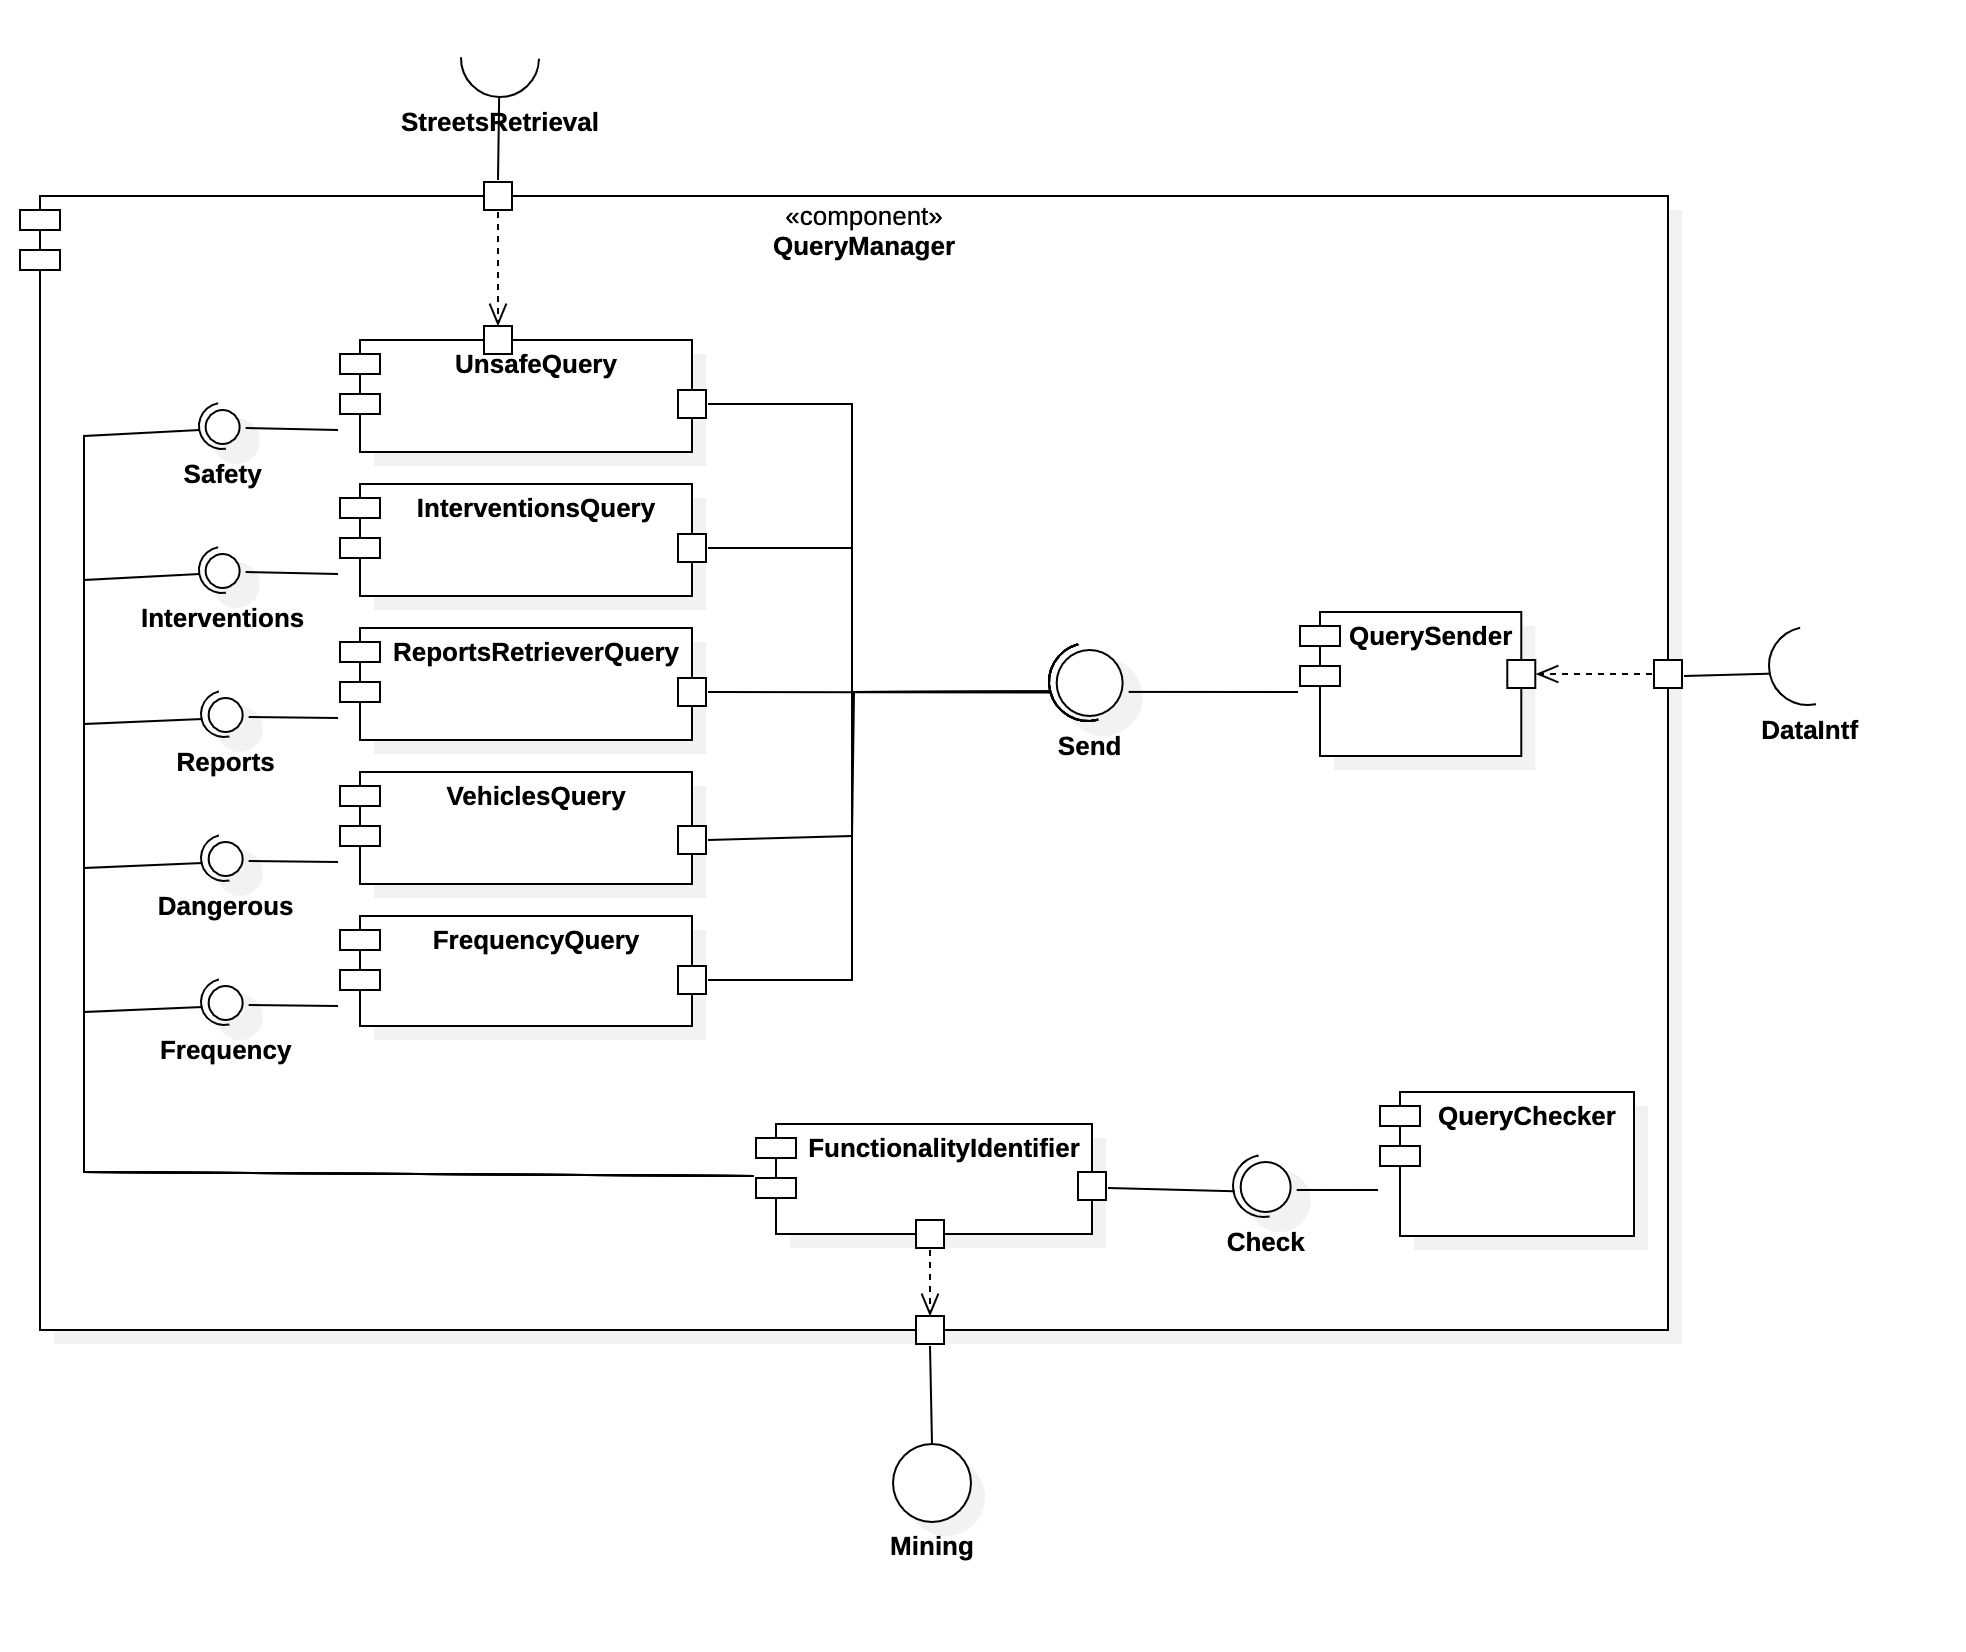 StreetsRetrieval
«component»
QueryManager
UnsafeQuery
Safety
InterventionsQuery
Interventions
ReportsRetrieverQuery
Reports
VehiclesQuery
Dangerous
FrequencyQuery
Frequency
Send
QuerySender
DataIntf
FunctionalityIdentifier
Check
QueryChecker
Mining